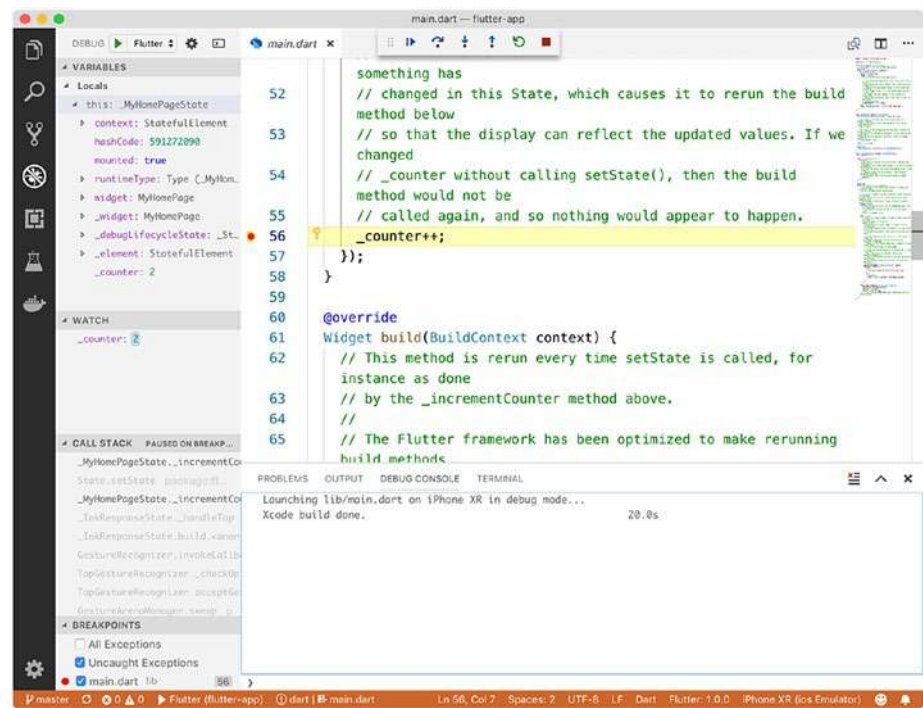 main.dart — flutter-app
DEBUG Flutter
main.dart ×
VARIABLES
Locals
this: _MyHomePageState
context: StatefulElement
hashCode: 591272090
mounted: true
runtimeType: Type (_MyHom…
widget: MyHomePage
_widget: MyHomePage
_debugLifecycleState: _St…
_element: StatefulElement
_counter: 2
WATCH
_counter: 2
CALL STACK PAUSED ON BREAKP…
_MyHomePageState._incrementCo
State.setState
_MyHomePageState._incrementCo
_InkResponseState._handleTap
_InkResponseState.build.<anon
GestureRecognizer.invokeCallb
TapGestureRecognizer._checkUp
TapGestureRecognizer.acceptGe
GestureArenaManager.sweep p
BREAKPOINTS
All Exceptions
Uncaught Exceptions
main.dart lib 56
something has
52 // changed in this State, which causes it to rerun the build
method below
53 // so that the display can reflect the updated values. If we
changed
54 // _counter without calling setState(), then the build
method would not be
55 // called again, and so nothing would appear to happen.
56 _counter++;
57 });
58 }
59
60 @override
61 Widget build(BuildContext context) {
62 // This method is rerun every time setState is called, for
instance as done
63 // by the _incrementCounter method above.
64 //
65 // The Flutter framework has been optimized to make rerunning
build methods
PROBLEMS OUTPUT DEBUG CONSOLE TERMINAL
Launching lib/main.dart on iPhone XR in debug mode...
Xcode build done. 20.0s
master 0 0 Flutter (flutter-app) dart | main.dart Ln 56, Col 7 Spaces: 2 UTF-8 LF Dart Flutter: 1.0.0 iPhone XR (ios Emulator)